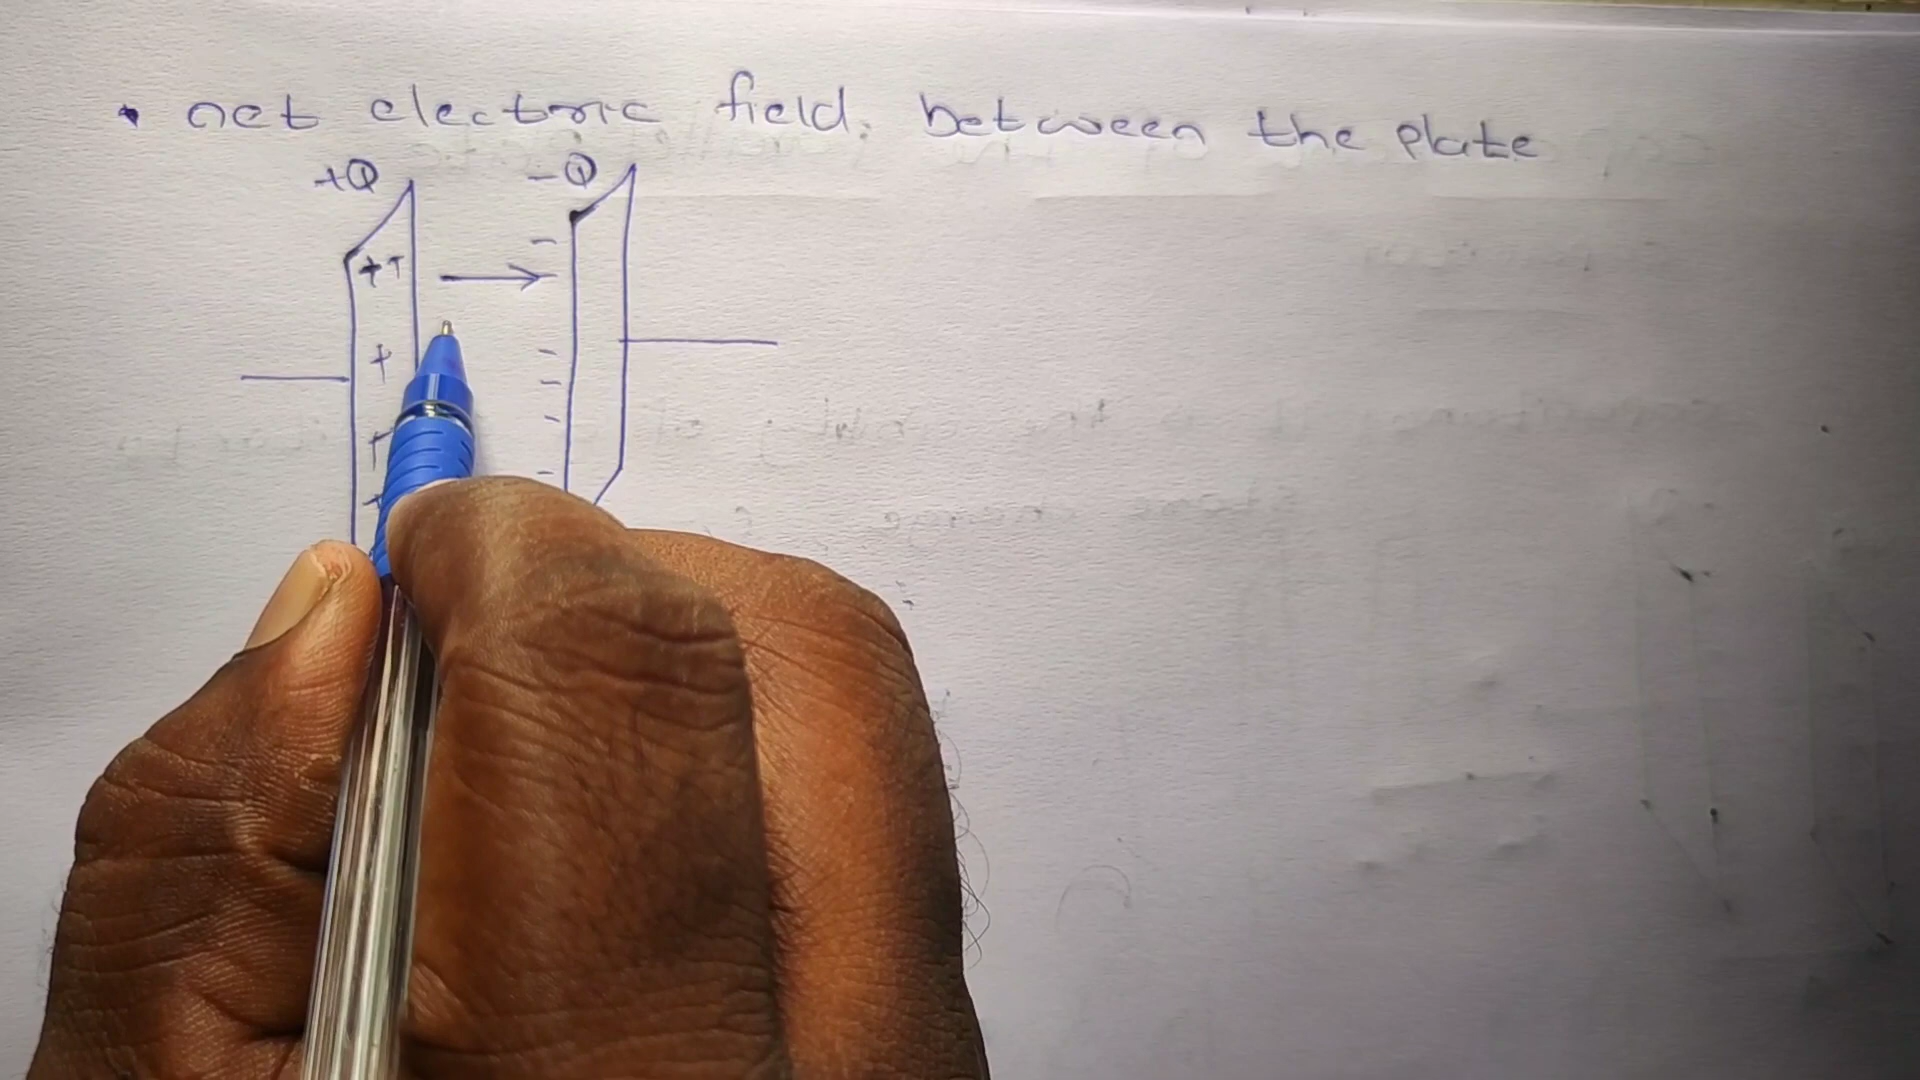 • net electric field. between the plate
+Q -Q